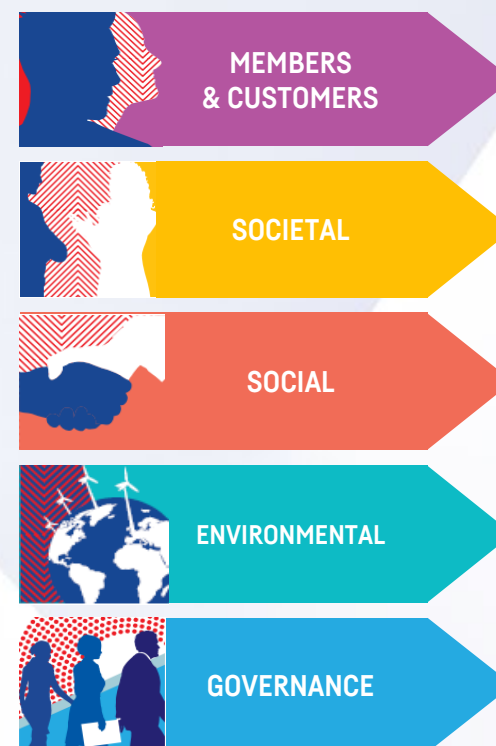 MEMBERS
& CUSTOMERS
SOCIETAL
SOCIAL
ENVIRONMENTAL
GOVERNANCE